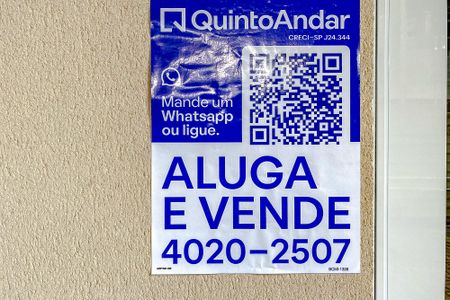 QuintoAndar
CRECI-SP J24.344
Mande um
Whatsapp
ou ligue.
ALUGA
E VENDE
4020-2507